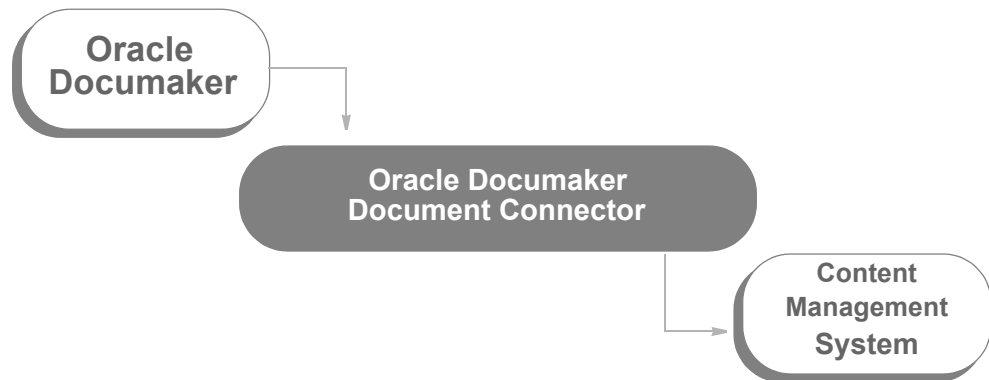 Oracle
Documaker
Oracle Documaker
Document Connector
Content
Management
System